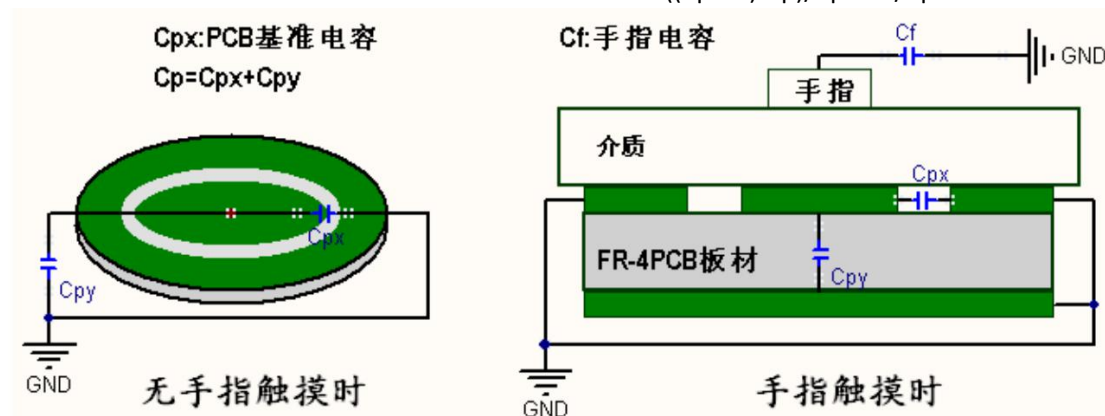 Cpx:PCB基准电容
Cp=Cpx+Cpy
Cpx
Cpy
GND
无手指触摸时
Cf:手指电容
Cf
GND
手指
介质
Cpx
FR-4PCB板材
Cpy
GND
手指触摸时